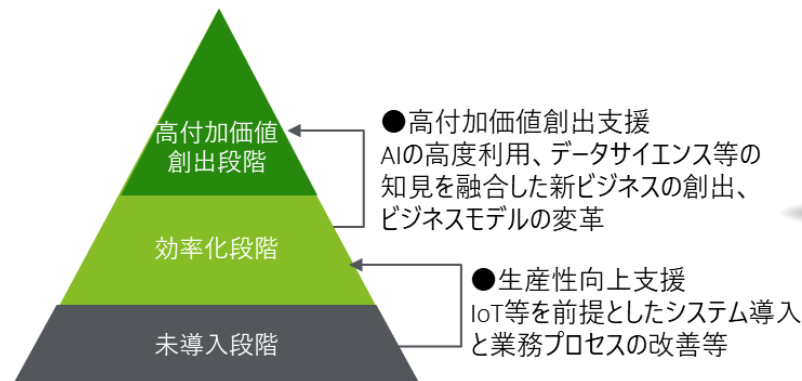 高付加価値
創出段階
●高付加価値創出支援
AIの高度利用、データサイエンス等の
知見を融合した新ビジネスの創出、
ビジネスモデルの変革
効率化段階
●生産性向上支援
IoT等を前提としたシステム導入
と業務プロセスの改善等
未導入段階